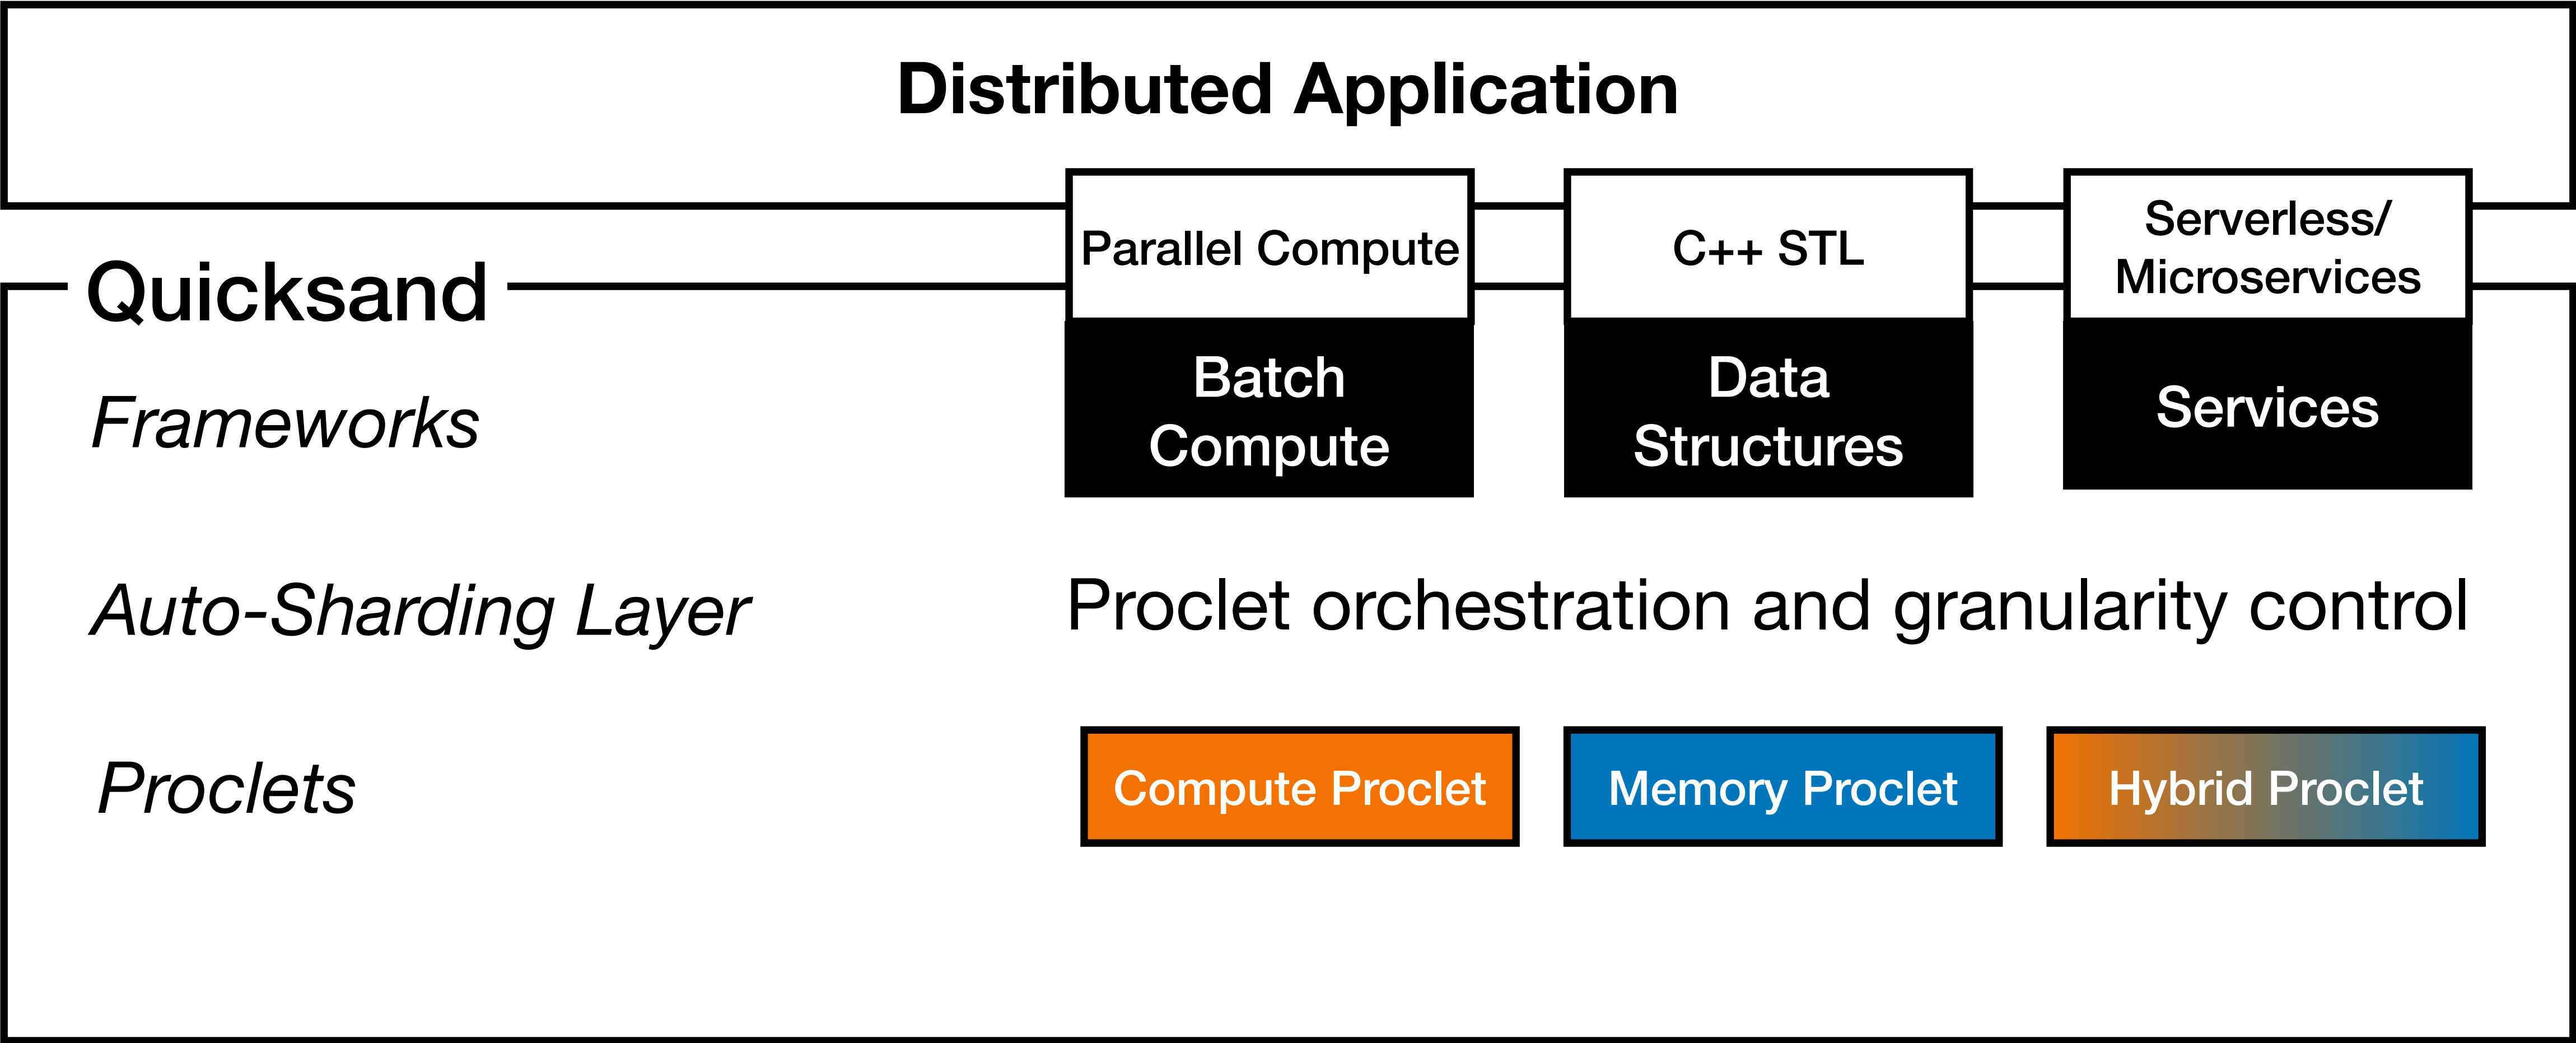 Distributed Application
Parallel Compute
C++ STL
Serverless/
Microservices
Quicksand
Frameworks
Batch
Compute
Data
Structures
Services
Auto-Sharding Layer
Proclet orchestration and granularity control
Proclets
Compute Proclet
Memory Proclet
Hybrid Proclet